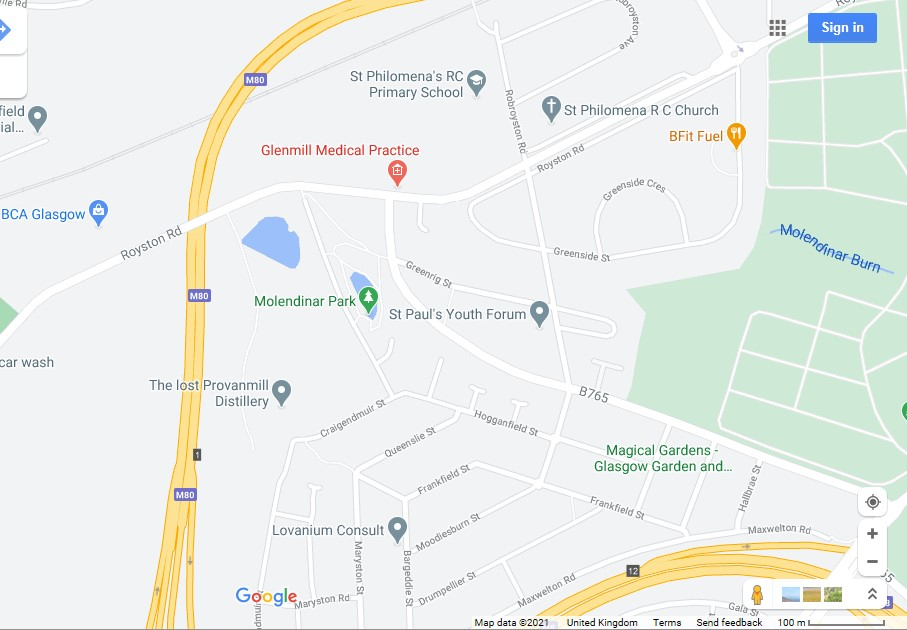 Sign in
M80
St Philomena's RC
Primary School
Robroyston Rd
St Philomena R C Church
BFit Fuel
Royston Rd
Glenmill Medical Practice
Greenside Cres
BCA Glasgow
Royston Rd
Greenside St
Molendinar Burn
Greenrig St
M80
Molendinar Park
St Paul's Youth Forum
car wash
The lost Provanmill
Distillery
B765
Craigendmuir St
Hogganfield St
Queenslie St
Magical Gardens -
Glasgow Garden and...
1
Frankfield St
Hallbrae St
M80
Frankfield St
Lovanium Consult
Moodiesburn St
Maxwelton Rd
Maryston St
Bargeddie St
12
Drumpellier St
Maxwelton Rd
Google
Maryston Rd
Gala St
Map data ©2021 United Kingdom Terms Send feedback 100 m